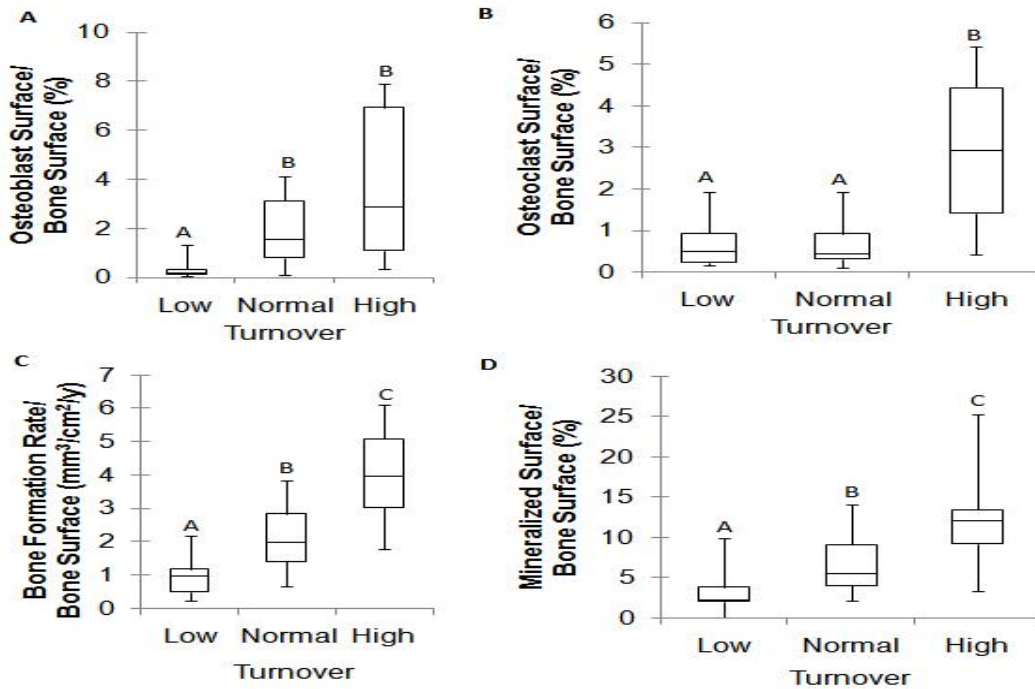 A
Osteoblast Surface/
Bone Surface (%)
10
8
6
4
2
0
A
B
B
Low Normal High
Turnover
B
Osteoclast Surface/
Bone Surface (%)
6
5
4
3
2
1
0
A
A
B
Low Normal High
Turnover
C
Bone Formation Rate/
Bone Surface (mm³/cm²/y)
7
6
5
4
3
2
1
0
A
B
C
Low Normal High
Turnover
D
Mineralized Surface/
Bone Surface (%)
30
25
20
15
10
5
0
A
B
C
Low Normal High
Turnover